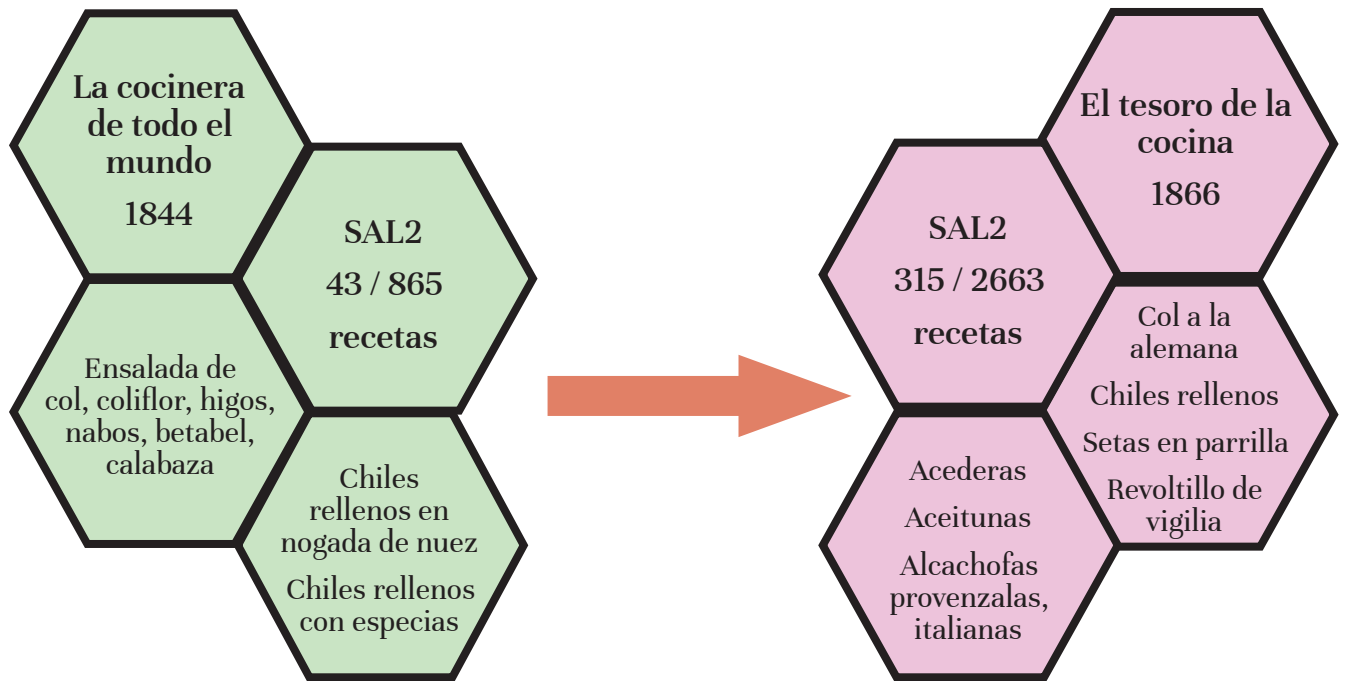 La cocinera
de todo el
mundo
1844
SAL2
43 / 865
recetas
Ensalada de
col, coliflor, higos,
nabos, betabel,
calabaza
Chiles
rellenos en
nogada de nuez
Chiles rellenos
con especias
El tesoro de la
cocina
1866
SAL2
315 / 2663
recetas
Col a la
alemana
Chiles rellenos
Setas en parrilla
Revoltillo de
vigilia
Acederas
Aceitunas
Alcachofas
provenzalas,
italianas